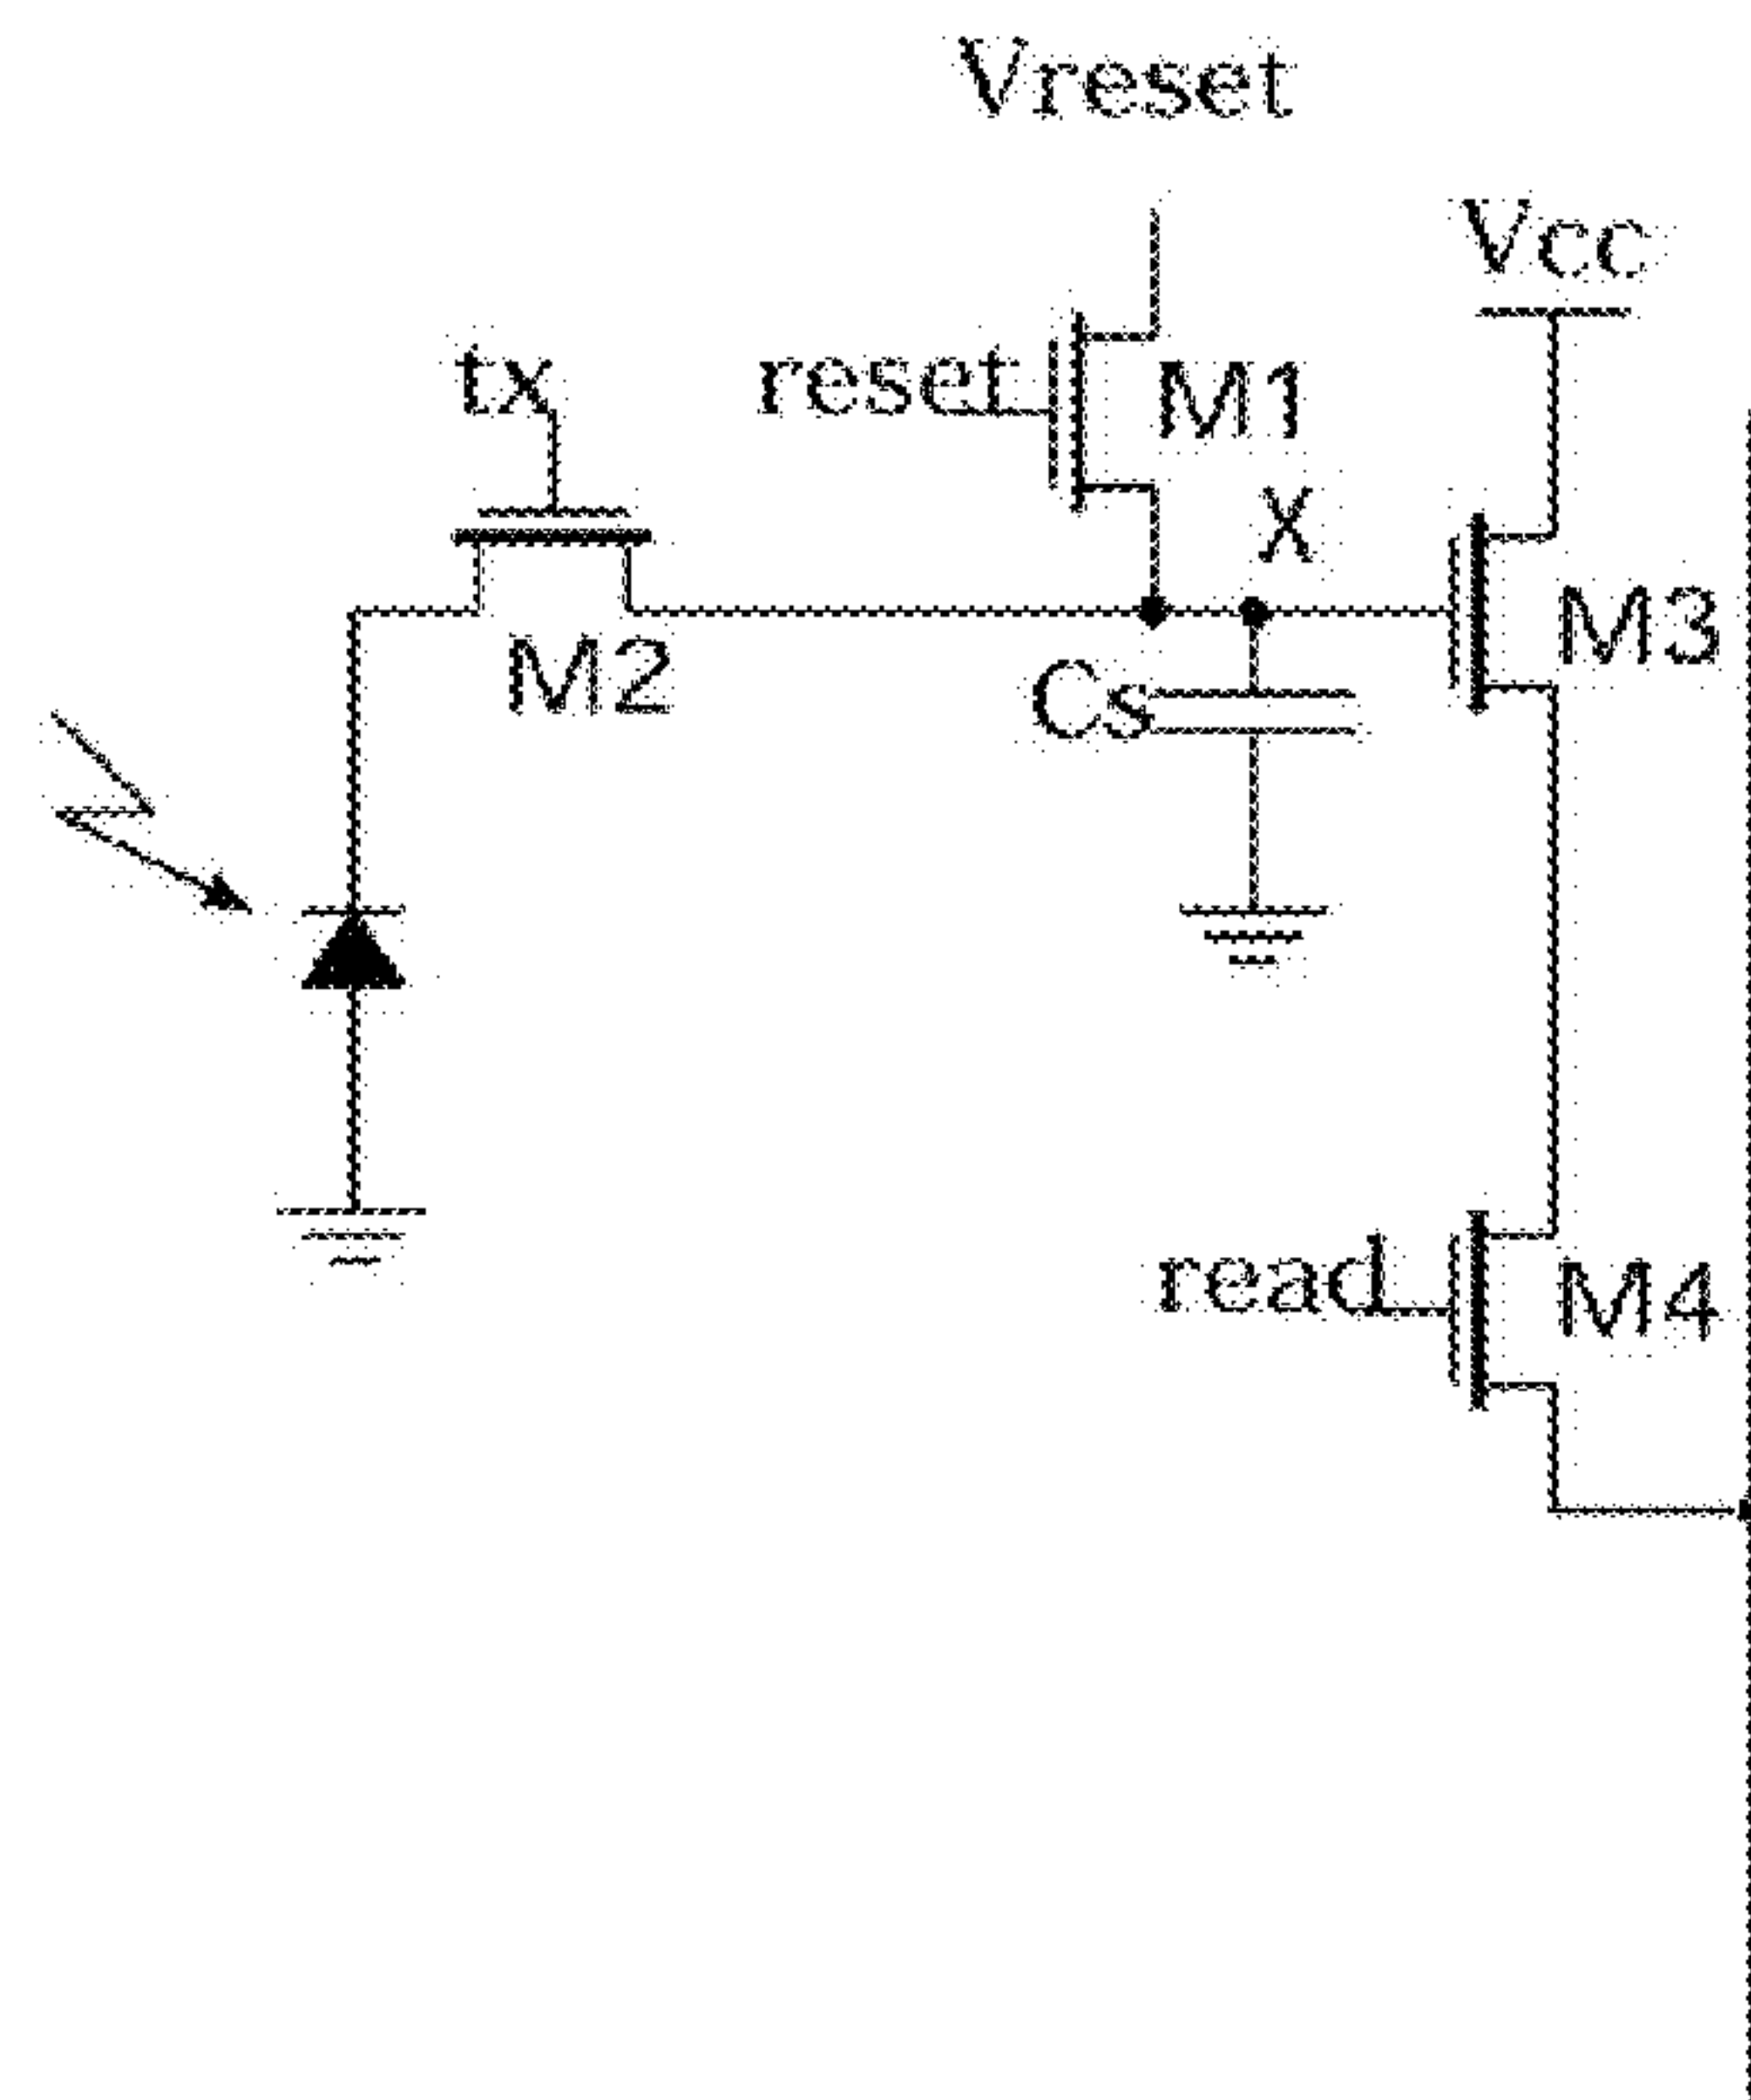 Vreset
Vcc
tx
reset
M1
X
M2
M3
Cs
read
M4